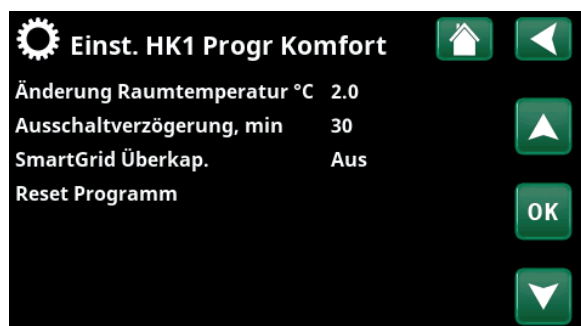 Einst. HK1 Progr Komfort
Änderung Raumtemperatur °C 2.0
Ausschaltverzögerung, min 30
SmartGrid Überkap. Aus
Reset Programm
OK